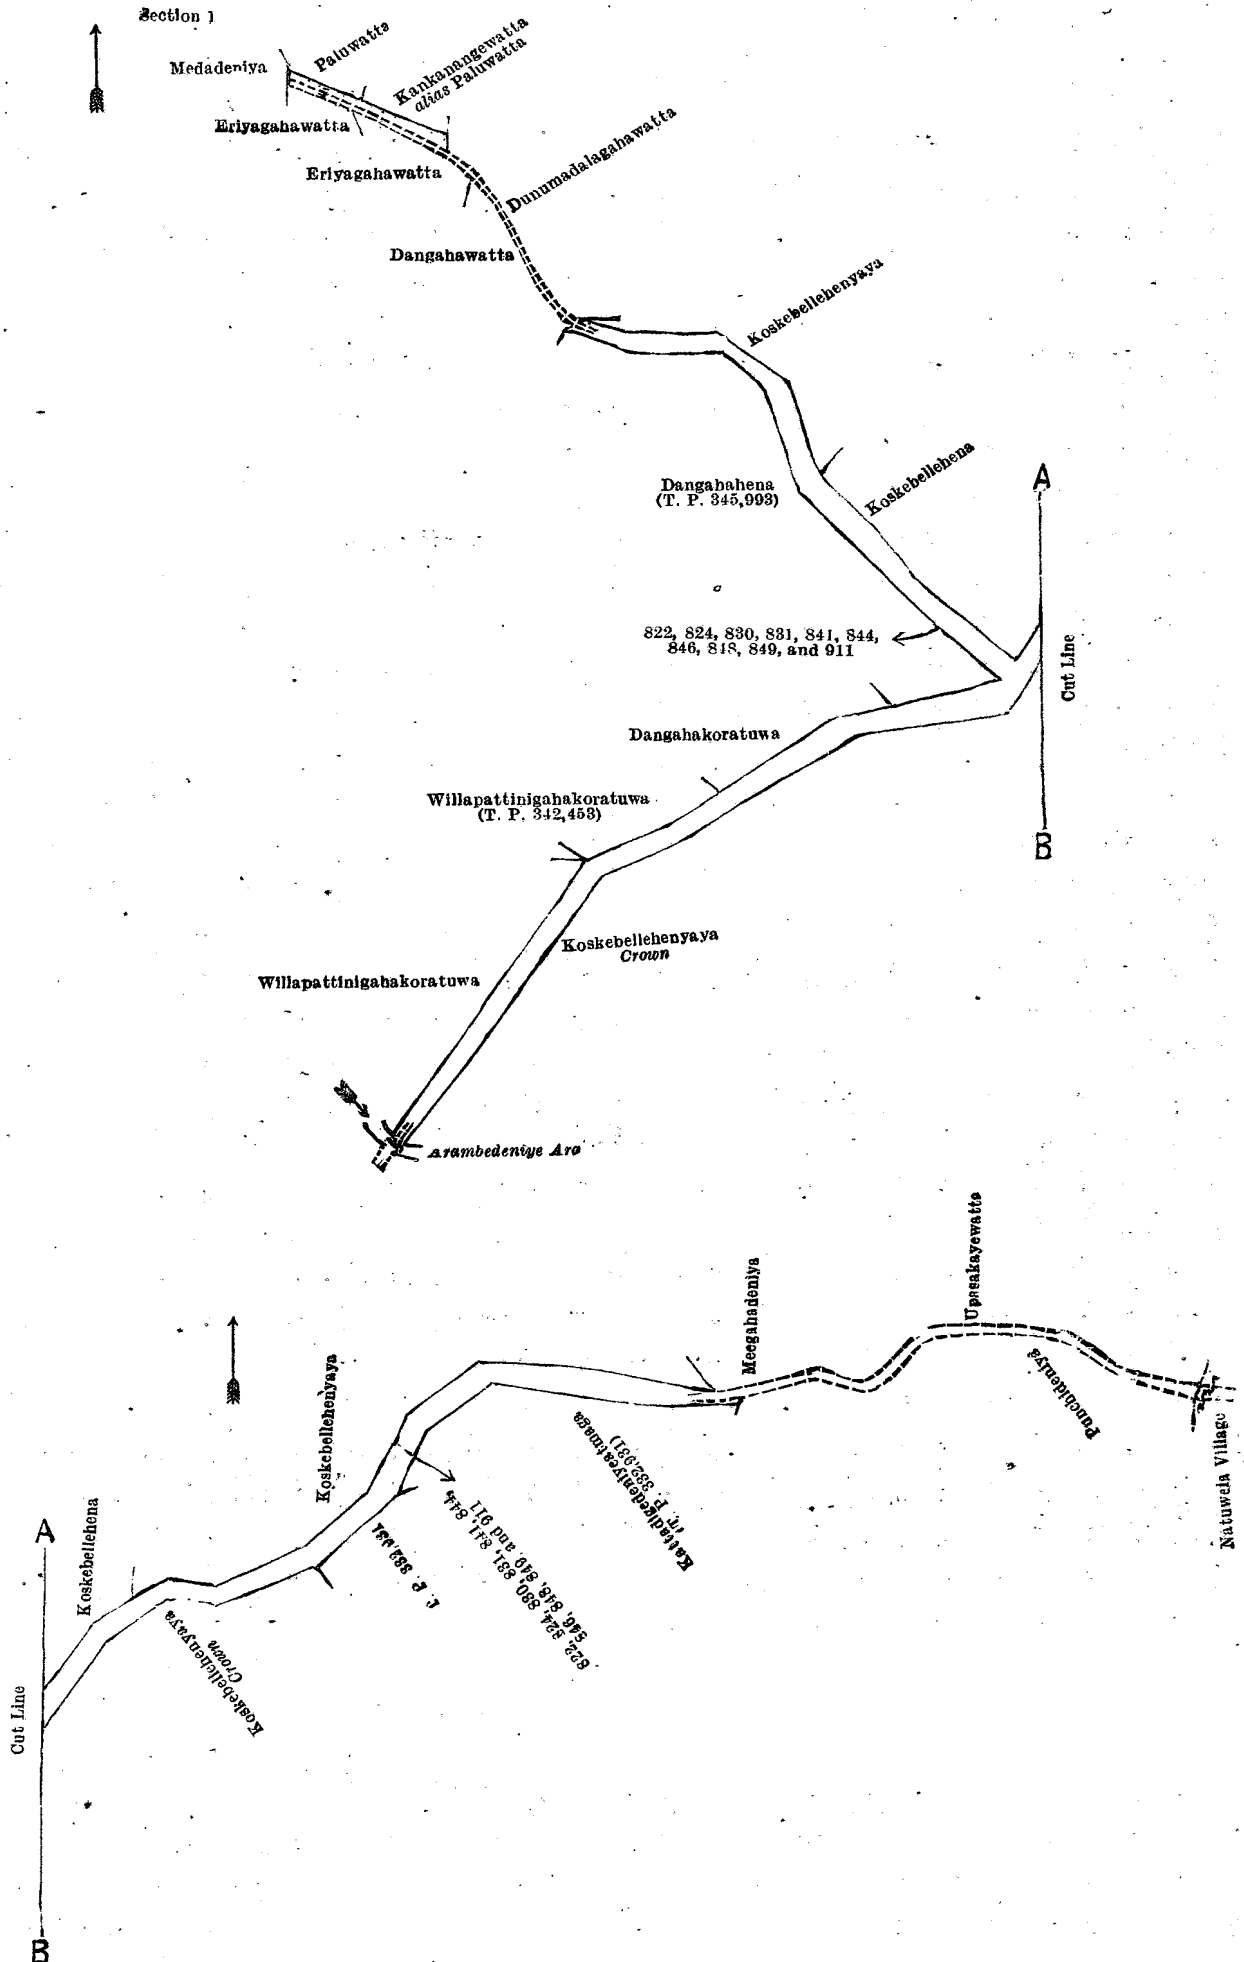 Section 1
Medadeniya
Paluwatta
Kankanangewatta
alias Paluwatta
Eriyagahawatta
Eriyagahawatta
Dunumadalagahawatta
Dangahawatta
Koskebellehenyaya
Dangahahena
(T. P. 345,993)
Koskebellehena
A
822, 824, 830, 831, 841, 844,
846, 848, 849, and 911
Cut Line
Dangahakoratuwa
Willapattinigahakoratuwa
(T. P. 342,453)
B
Koskebellehenyaya
Crown
Willapattinigahakoratuwa
Arambedeniye Ara
Upasakayewatta
Meegahadeniya
Punchideniya
Natuwela Village
Koskebellehenyaya
Kattadigedeniyeatmaga
(T. P. 332,931)
A
Koskebellehena
T. P. 332,931
822, 824, 830, 831, 841, 844,
846, 848, 849, and 911
Koskebellehenyaya
Crown
Cut Line
B